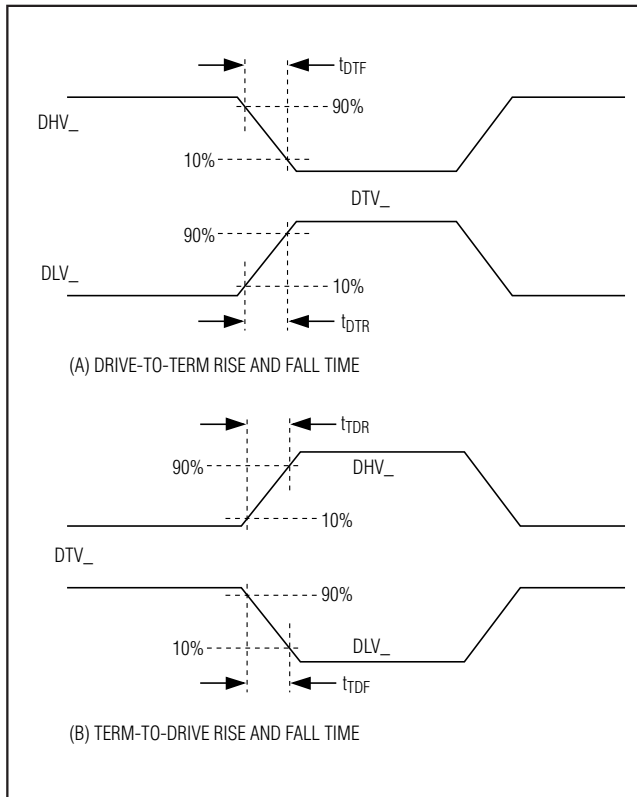 tDTF
DHV_
90%
10%
DTV_
90%
DLV_
10%
tDTR
(A) DRIVE-TO-TERM RISE AND FALL TIME
tTDR
90%
DHV_
10%
DTV_
90%
10%
DLV_
tTDF
(B) TERM-TO-DRIVE RISE AND FALL TIME